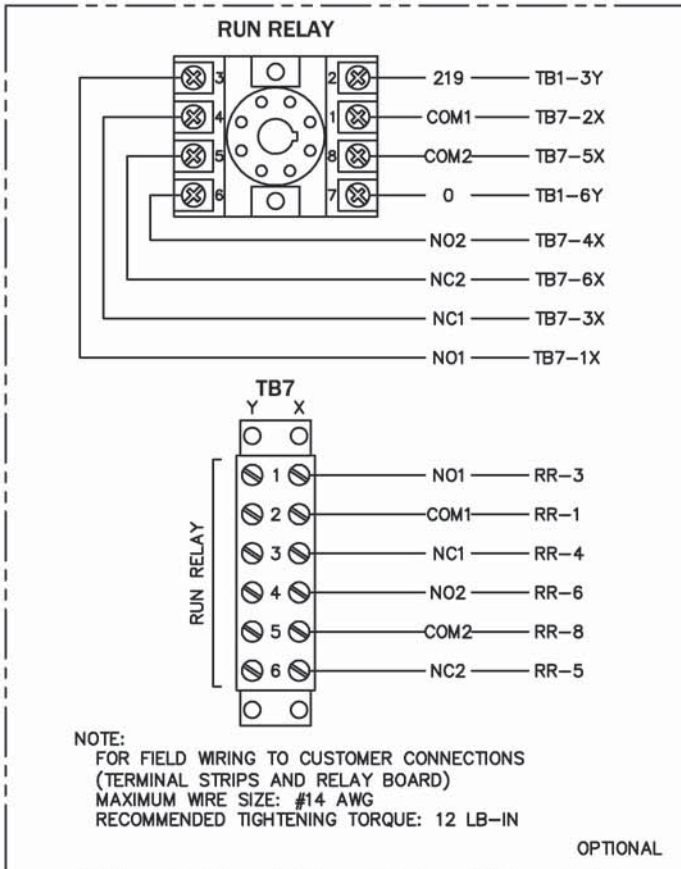 RUN RELAY
3 2 219 TB1-3Y
4 1 COM1 TB7-2X
5 8 COM2 TB7-5X
6 7 0 TB1-6Y
NO2 TB7-4X
NC2 TB7-6X
NC1 TB7-3X
NO1 TB7-1X
TB7
Y X
RUN RELAY
1 NO1 RR-3
2 COM1 RR-1
3 NC1 RR-4
4 NO2 RR-6
5 COM2 RR-8
6 NC2 RR-5
NOTE:
FOR FIELD WIRING TO CUSTOMER CONNECTIONS
(TERMINAL STRIPS AND RELAY BOARD)
MAXIMUM WIRE SIZE: #14 AWG
RECOMMENDED TIGHTENING TORQUE: 12 LB-IN
OPTIONAL